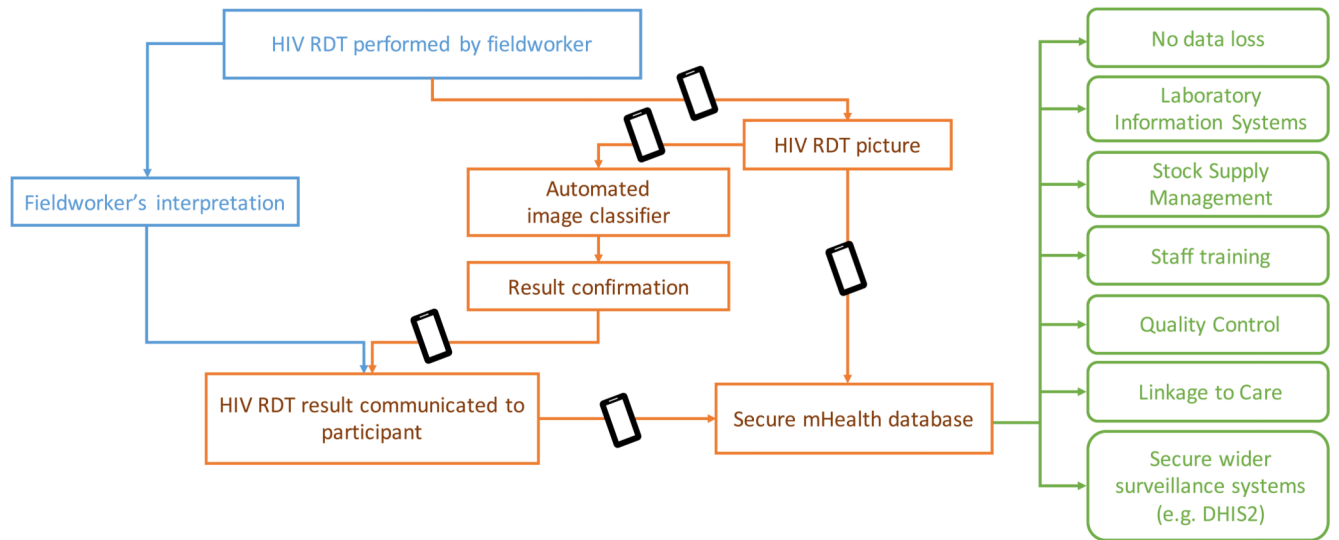 HIV RDT performed by fieldworker
No data loss
Laboratory
Information Systems
HIV RDT picture
Automated
image classifier
Stock Supply
Management
Fieldworker's interpretation
Staff training
Result confirmation
Quality Control
HIV RDT result communicated to
participant
Secure mHealth database
Linkage to Care
Secure wider
surveillance systems
(e.g. DHIS2)